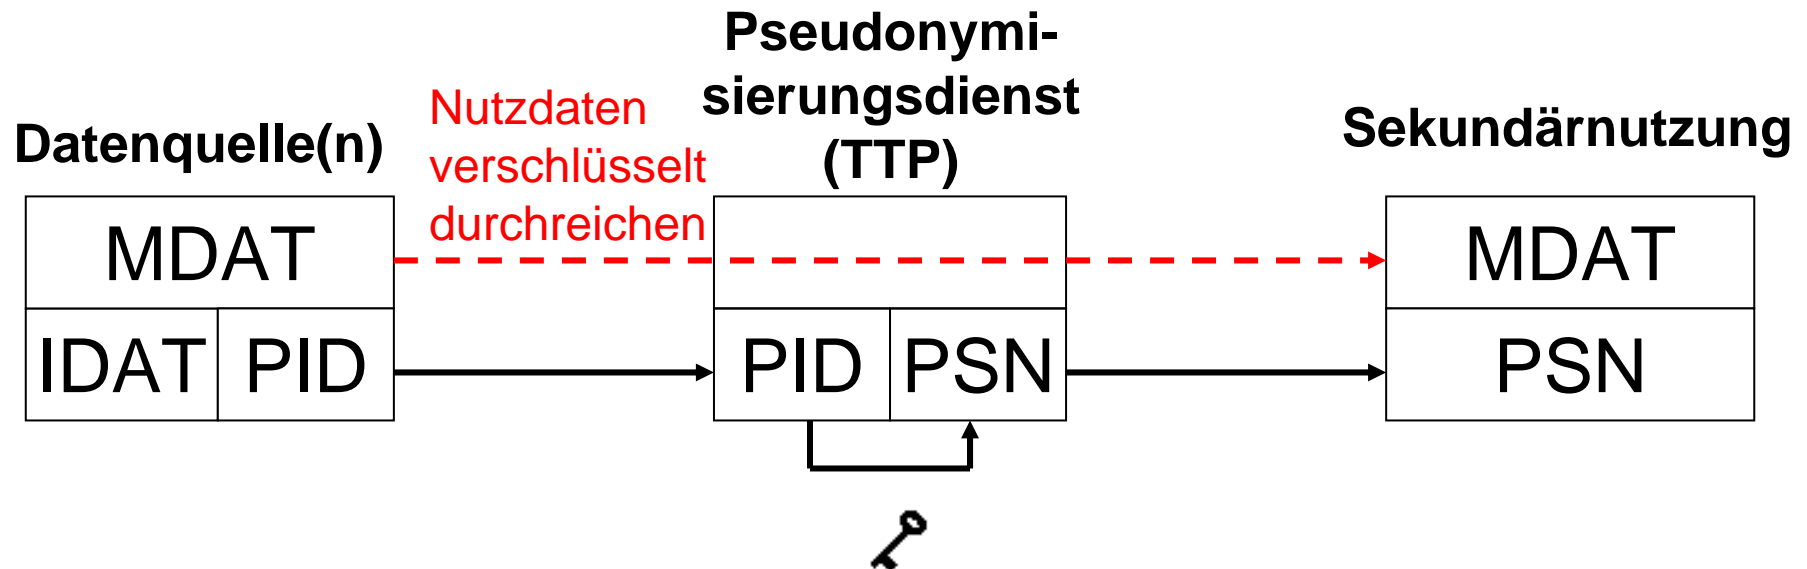 Datenquelle(n)
Nutzdaten
verschlüsselt
durchreichen
Pseudonymi-
sierungsdienst
(TTP)
Sekundärnutzung
MDAT
MDAT
IDAT PID
PID PSN
PSN